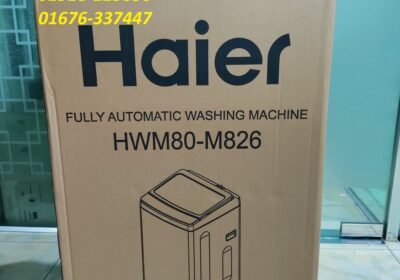 01676-337447
Haier
FULLY AUTOMATIC WASHING MACHINE
HWM80-M826